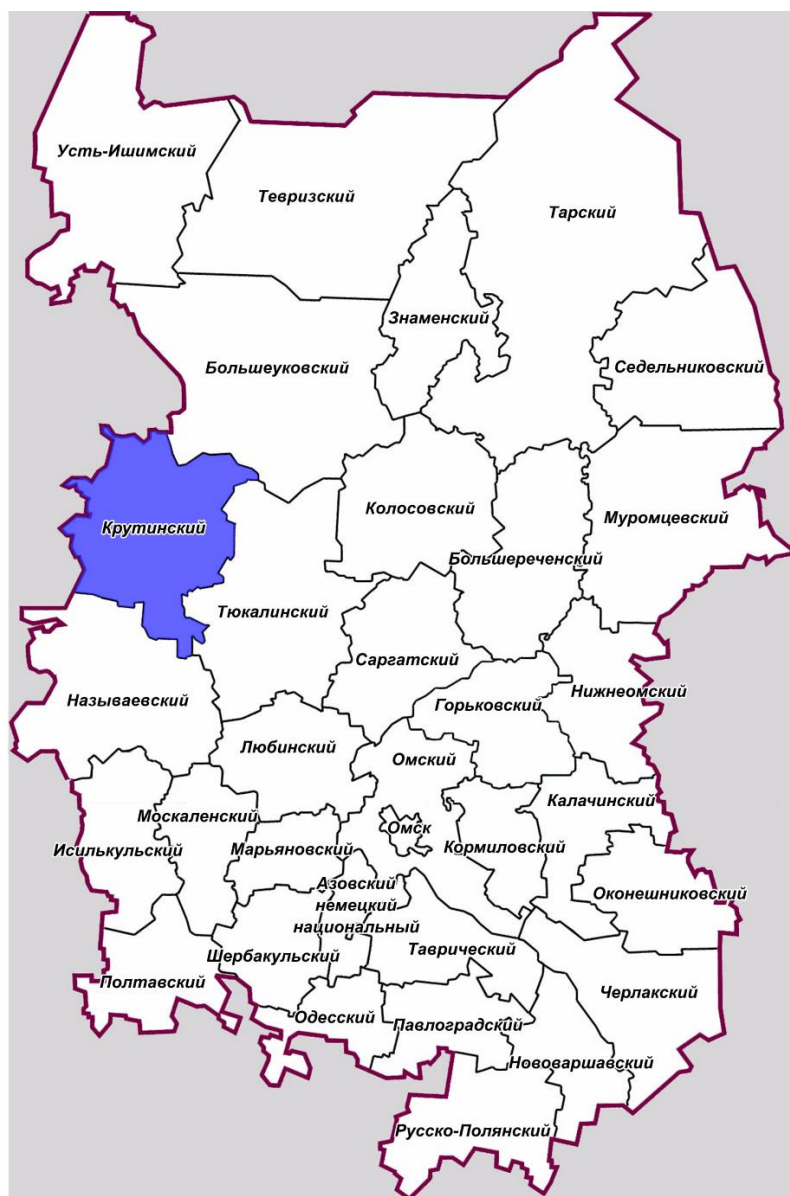 Усть-Ишимский
Тевризский
Тарский
Знаменский
Большеуковский
Седельниковский
Крутинский
Колосовский
Муромцевский
Большереченский
Тюкалинский
Саргатский
Называевский
Горьковский
Нижнеомский
Любинский
Омский
Калачинский
Москаленский
Омск
Исилькульский
Марьяновский
Кормиловский
Азовский
немецкий
национальный
Оконешниковский
Шербакульский
Таврический
Полтавский
Черлакский
Одесский
Павлоградский
Нововаршавский
Русско-Полянский